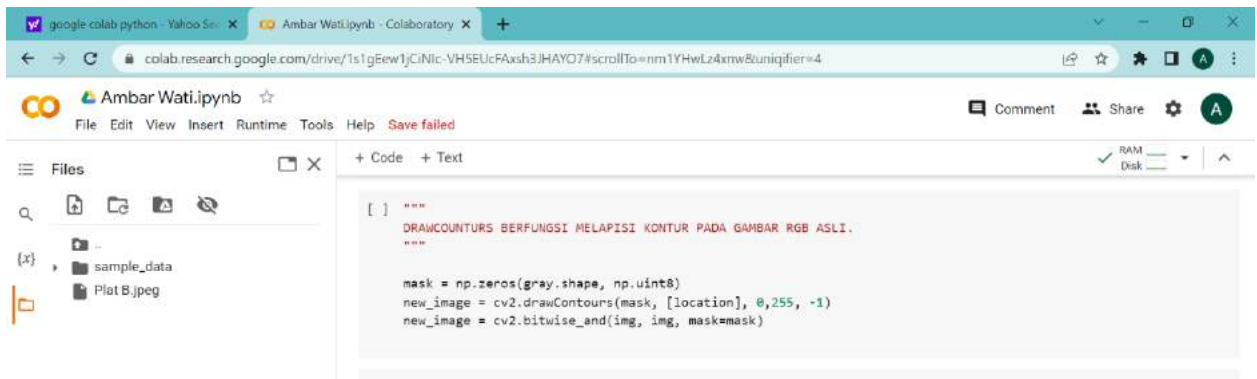 google colab python - Yahoo Se
Ambar Wati.ipynb - Colaboratory
colab.research.google.com/drive/1s1gEew1jCiNIc-VH5EUcFAxsh3JHAYO7#scrollTo=nm1YHwLz4xnw&uniqifier=4
A
CO
Ambar Wati.ipynb
Comment
Share
A
File Edit View Insert Runtime Tools Help Save failed
Files
+ Code + Text
RAM
Disk
{x}
..
sample_data
Plat B.jpeg
[ ] """
DRAWCOUNTURS BERFUNGSI MELAPISI KONTUR PADA GAMBAR RGB ASLI.
"""
mask = np.zeros(gray.shape, np.uint8)
new_image = cv2.drawContours(mask, [location], 0,255, -1)
new_image = cv2.bitwise_and(img, img, mask=mask)